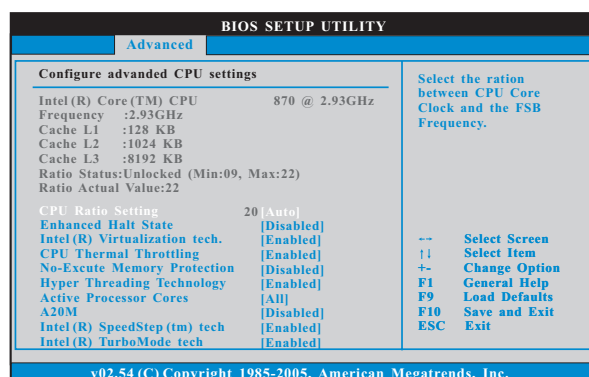 BIOS SETUP UTILITY
Advanced
Configure advanded CPU settings
Intel (R) Core (TM) CPU 870 @ 2.93GHz
Frequency :2.93GHz
Cache L1 :128 KB
Cache L2 :1024 KB
Cache L3 :8192 KB
Ratio Status:Unlocked (Min:09, Max:22)
Ratio Actual Value:22
CPU Ratio Setting 20 [Auto]
Enhanced Halt State [Disabled]
Intel (R) Virtualization tech. [Enabled]
CPU Thermal Throttling [Enabled]
No-Excute Memory Protection [Disabled]
Hyper Threading Technology [Enabled]
Active Processor Cores [All]
A20M [Disabled]
Intel (R) SpeedStep (tm) tech [Enabled]
Intel (R) TurboMode tech [Enabled]
Select the ration
between CPU Core
Clock and the FSB
Frequency.
←→ Select Screen
↑↓ Select Item
+- Change Option
F1 General Help
F9 Load Defaults
F10 Save and Exit
ESC Exit
v02.54 (C) Copyright 1985-2005, American Megatrends, Inc.